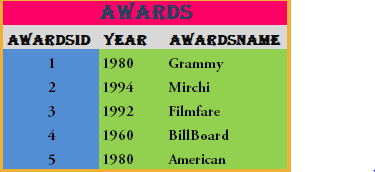 AWARDS
AWARDSID YEAR AWARDSNAME
1 1980 Grammy
2 1994 Mirchi
3 1992 Filmfare
4 1960 BillBoard
5 1980 American